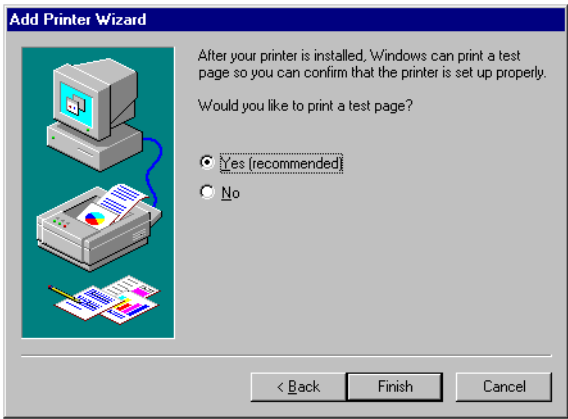 Add Printer Wizard
After your printer is installed, Windows can print a test
page so you can confirm that the printer is set up properly.
Would you like to print a test page?
Yes (recommended)
No
< Back
Finish
Cancel